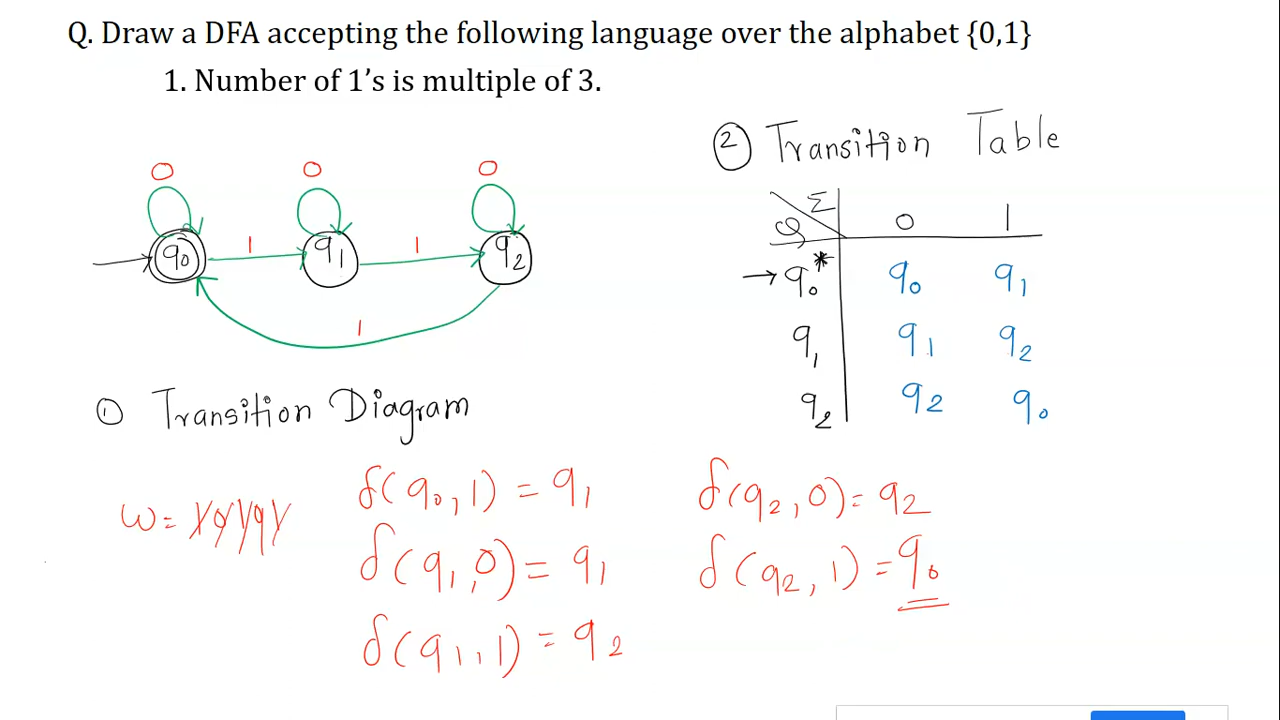 Q. Draw a DFA accepting the following language over the alphabet {0,1}
1. Number of 1’s is multiple of 3.
② Transition Table
0 0 0
q0 1 q1 1 q2
1
Q Σ 0 1
→ q0* q0 q1
q1 q1 q2
q2 q2 q0
① Transition Diagram
w = 10101
δ(q0, 1) = q1
δ(q1, 0) = q1
δ(q1, 1) = q2
δ(q2, 0) = q2
δ(q2, 1) = q0